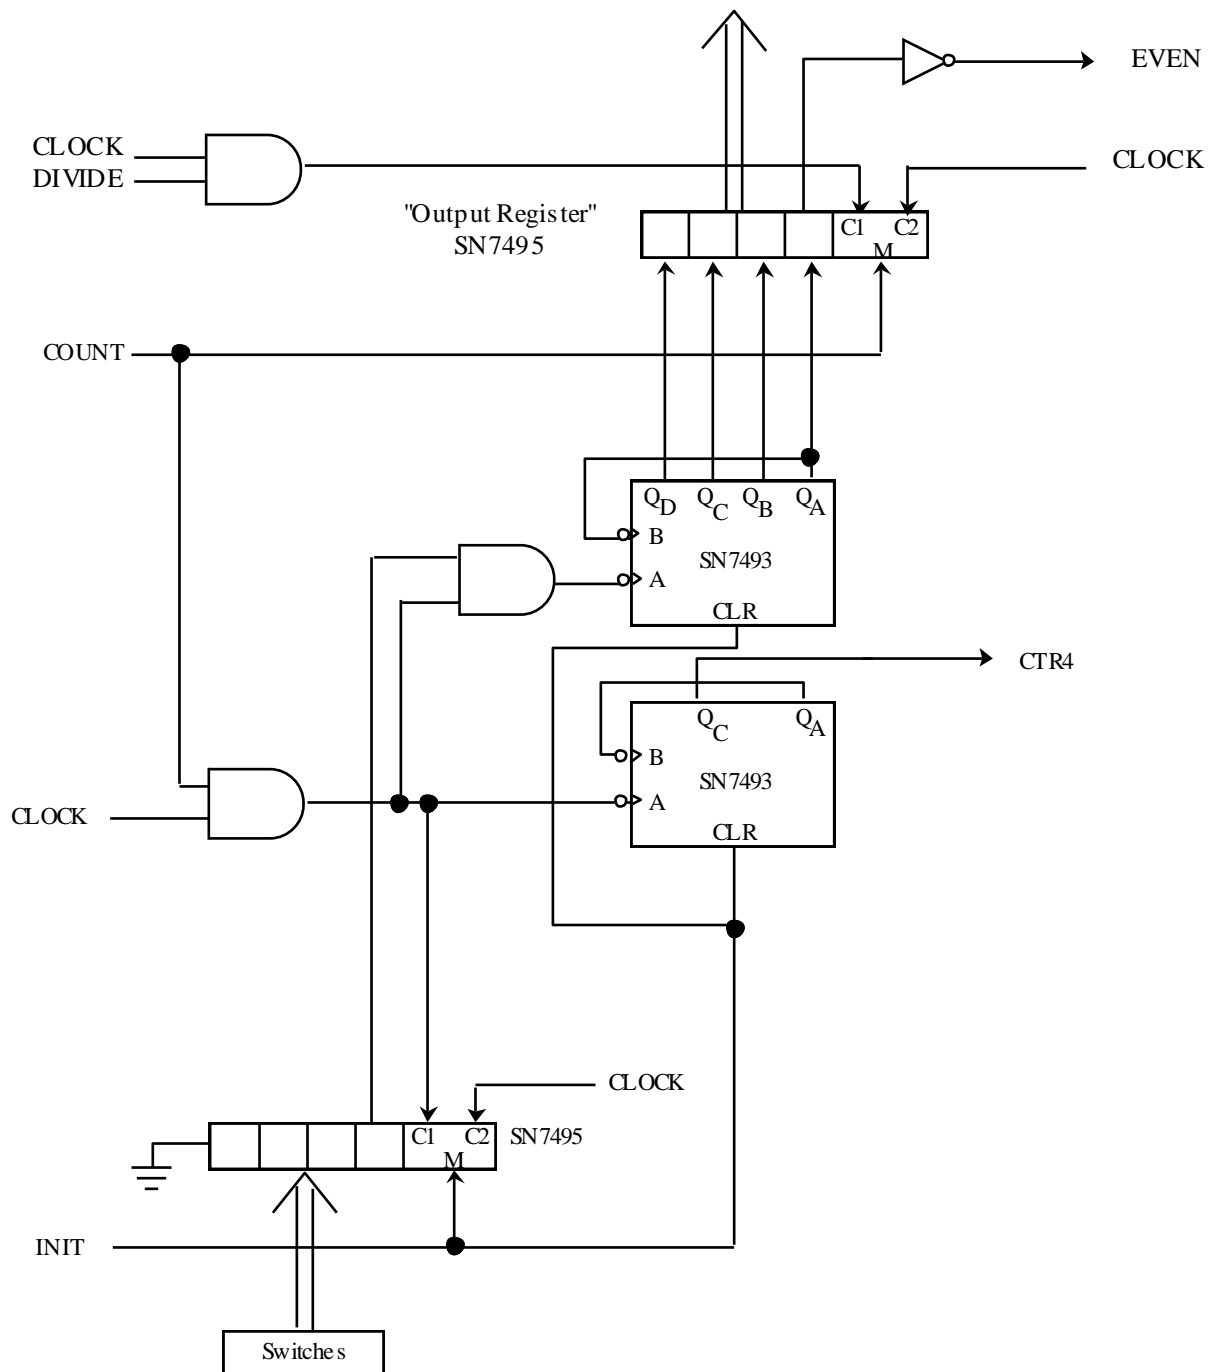 EVEN
CLOCK
DIVIDE
CLOCK
"Output Register"
SN7495
C1 C2
M
COUNT
QD QC QB QA
B
SN7493
A
CLR
CTR4
QC QA
B
SN7493
A
CLR
CLOCK
CLOCK
C1 C2
M
SN7495
INIT
Switches